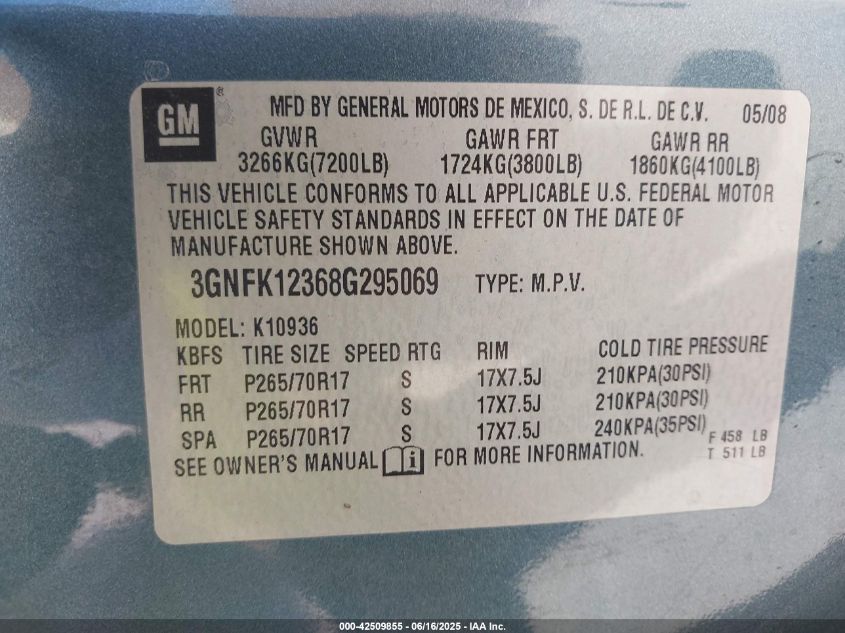 GM
MFD BY GENERAL MOTORS DE MEXICO, S. DE R.L. DE C.V. 05/08
GVWR GAWR FRT GAWR RR
3266KG(7200LB) 1724KG(3800LB) 1860KG(4100LB)
THIS VEHICLE CONFORMS TO ALL APPLICABLE U.S. FEDERAL MOTOR
VEHICLE SAFETY STANDARDS IN EFFECT ON THE DATE OF
MANUFACTURE SHOWN ABOVE.
3GNFK12368G295069 TYPE: M.P.V.
MODEL: K10936
KBFS TIRE SIZE SPEED RTG RIM COLD TIRE PRESSURE
FRT P265/70R17 S 17X7.5J 210KPA(30PSI)
RR P265/70R17 S 17X7.5J 210KPA(30PSI)
SPA P265/70R17 S 17X7.5J 240KPA(35PSI) F 458 LB
T 511 LB
SEE OWNER'S MANUAL i FOR MORE INFORMATION.
000-42509855 - 06/16/2025 - IAA Inc.